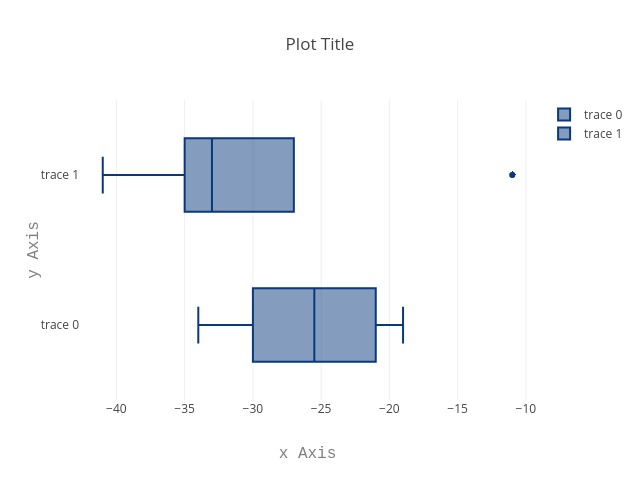 Plot Title
trace 0
trace 1
trace 1
y Axis
trace 0
−40
−35
−30
−25
−20
−15
−10
x Axis